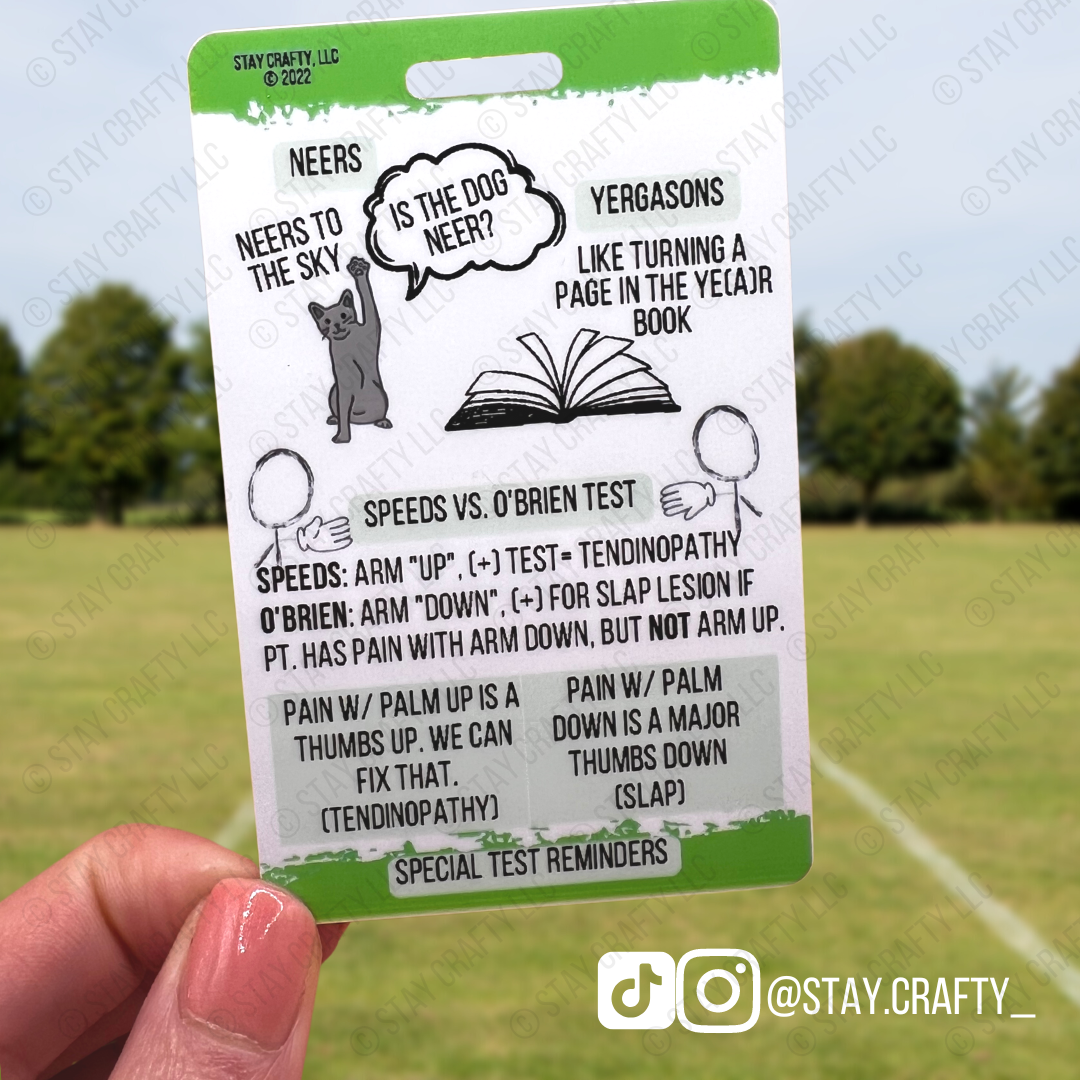 STAY CRAFTY, LLC
© 2022
NEERS
NEERS TO
THE SKY
IS THE DOG
NEER?
YERGASONS
LIKE TURNING A
PAGE IN THE YE(A)R
BOOK
SPEEDS VS. O'BRIEN TEST
SPEEDS: ARM "UP", (+) TEST= TENDINOPATHY
O'BRIEN: ARM "DOWN", (+) FOR SLAP LESION IF
PT. HAS PAIN WITH ARM DOWN, BUT NOT ARM UP.
PAIN W/ PALM UP IS A
THUMBS UP. WE CAN
FIX THAT.
(TENDINOPATHY)
PAIN W/ PALM
DOWN IS A MAJOR
THUMBS DOWN
(SLAP)
SPECIAL TEST REMINDERS
@STAY.CRAFTY_
© STAY CRAFTY LLC